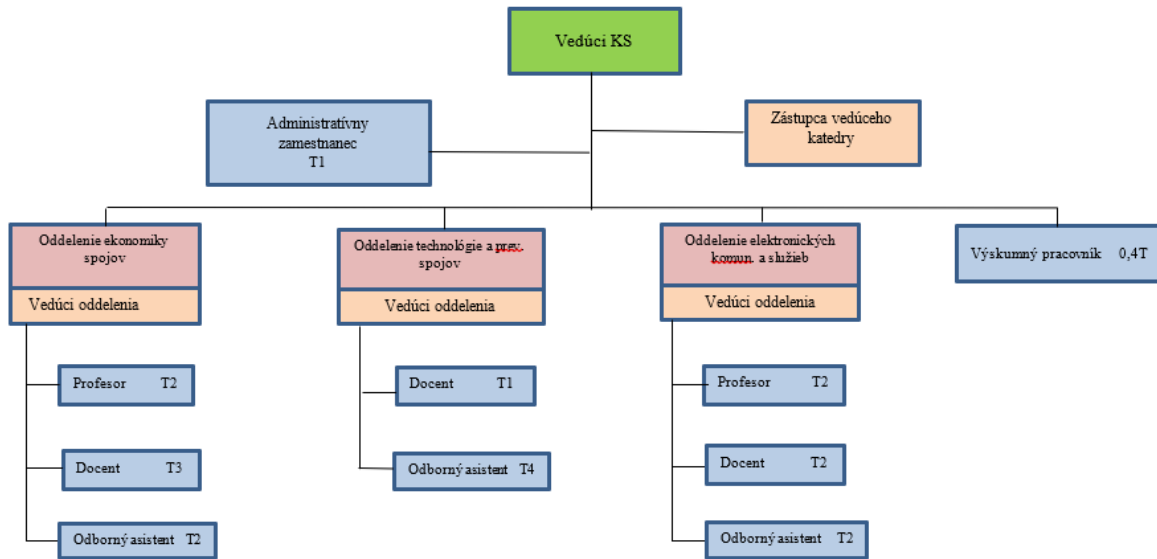 Vedúci KS
Administratívny
zamestnanec
T1
Zástupca vedúceho
katedry
Oddelenie ekonomiky
spojov
Vedúci oddelenia
Profesor T2
Docent T3
Odborný asistent T2
Oddelenie technológie a prev.
spojov
Vedúci oddelenia
Docent T1
Odborný asistent T4
Oddelenie elektronických
komun. a služieb
Vedúci oddelenia
Profesor T2
Docent T2
Odborný asistent T2
Výskumný pracovník 0,4T